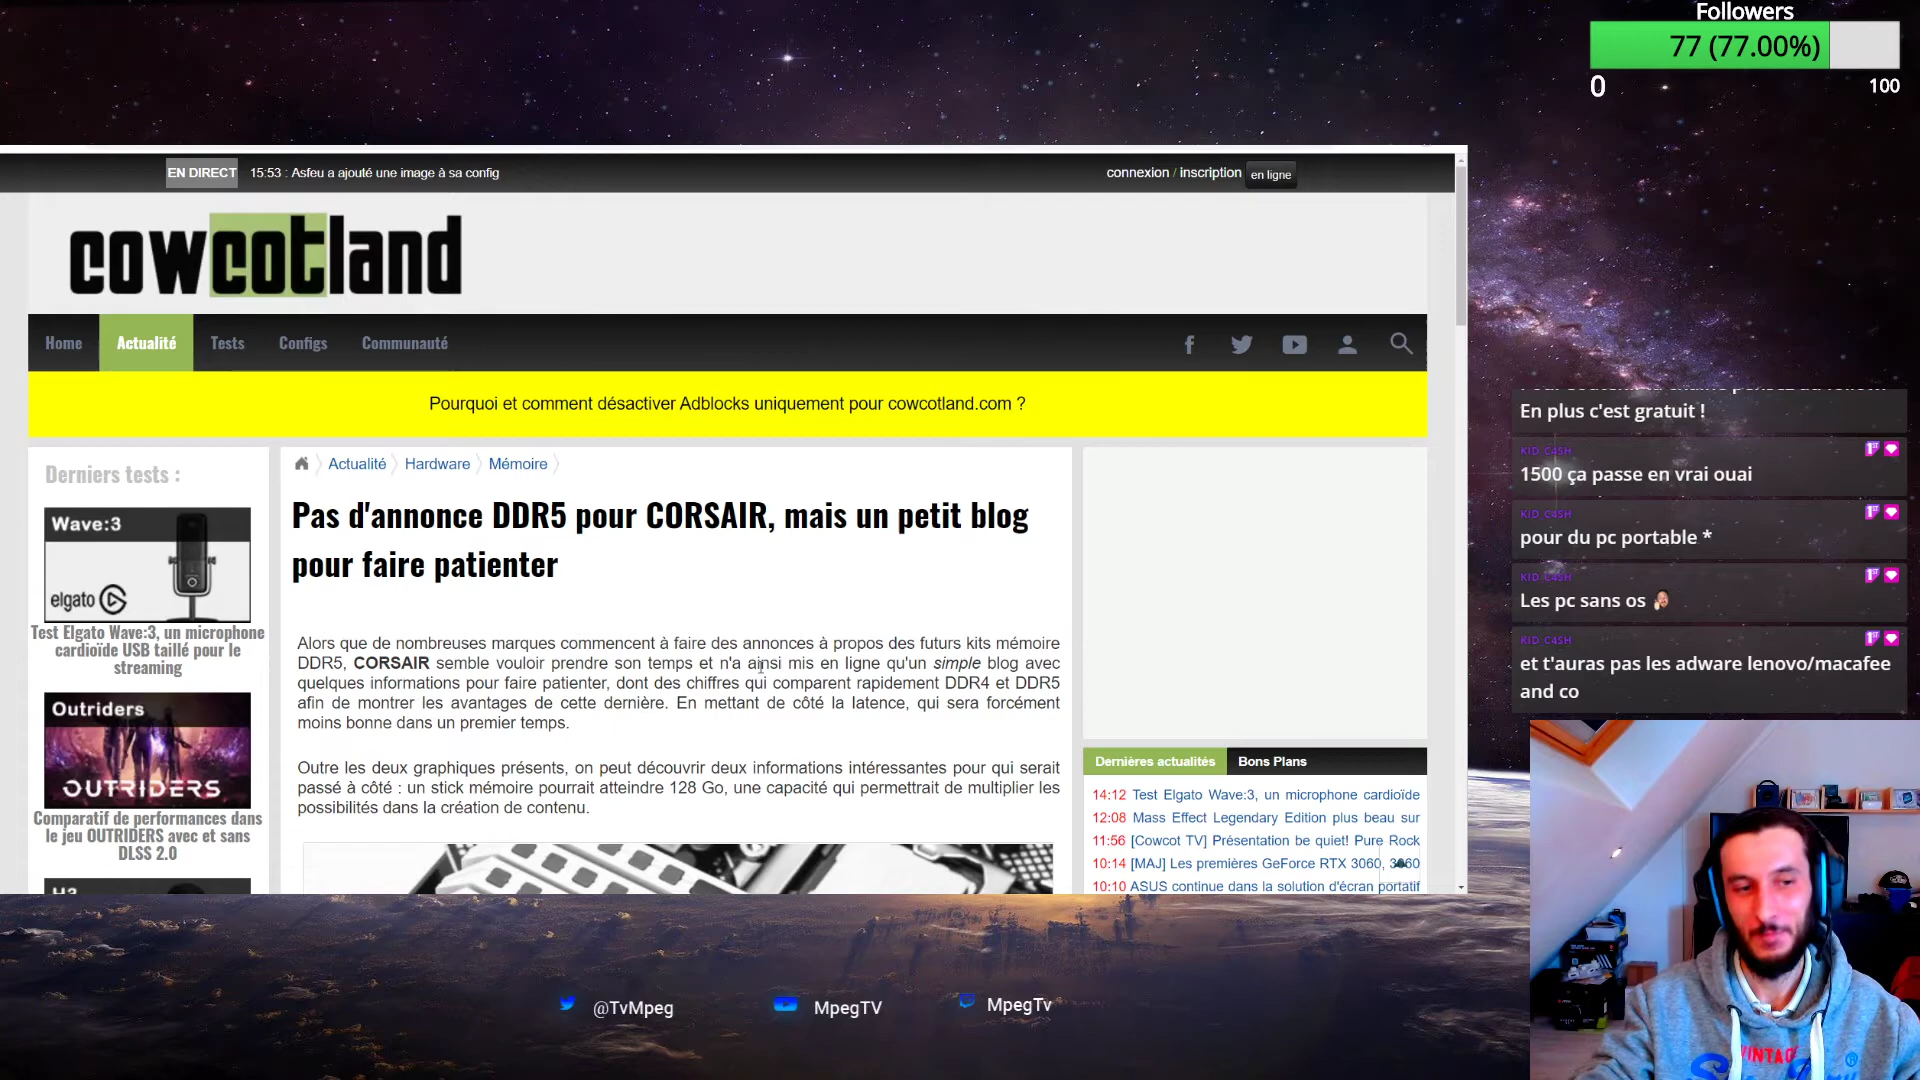 Followers
77 (77.00%)
0
100
EN DIRECT
15:53 : Asfeu a ajouté une image à sa config
connexion / inscription
en ligne
cowcotland
Home
Actualité
Tests
Configs
Communauté
Pourquoi et comment désactiver Adblocks uniquement pour cowcotland.com ?
Derniers tests :
Wave:3
elgato
Test Elgato Wave:3, un microphone
cardioïde USB taillé pour le
streaming
Outriders
OUTRIDERS
Comparatif de performances dans
le jeu OUTRIDERS avec et sans
DLSS 2.0
Actualité
Hardware
Mémoire
Pas d'annonce DDR5 pour CORSAIR, mais un petit blog
pour faire patienter
Alors que de nombreuses marques commencent à faire des annonces à propos des futurs kits mémoire
DDR5, CORSAIR semble vouloir prendre son temps et n'a ainsi mis en ligne qu'un simple blog avec
quelques informations pour faire patienter, dont des chiffres qui comparent rapidement DDR4 et DDR5
afin de montrer les avantages de cette dernière. En mettant de côté la latence, qui sera forcément
moins bonne dans un premier temps.
Outre les deux graphiques présents, on peut découvrir deux informations intéressantes pour qui serait
passé à côté : un stick mémoire pourrait atteindre 128 Go, une capacité qui permettrait de multiplier les
possibilités dans la création de contenu.
Dernières actualités
Bons Plans
14:12 Test Elgato Wave:3, un microphone cardioïde
12:08 Mass Effect Legendary Edition plus beau sur
11:56 [Cowcot TV] Présentation be quiet! Pure Rock
10:14 [MAJ] Les premières GeForce RTX 3060, 3060
10:10 ASUS continue dans la solution d'écran portatif
En plus c'est gratuit !
KID C4SH
1500 ça passe en vrai ouai
KID C4SH
pour du pc portable *
KID C4SH
Les pc sans os
KID C4SH
et t'auras pas les adware lenovo/macafee
and co
@TvMpeg
MpegTV
MpegTv
VINTAGE